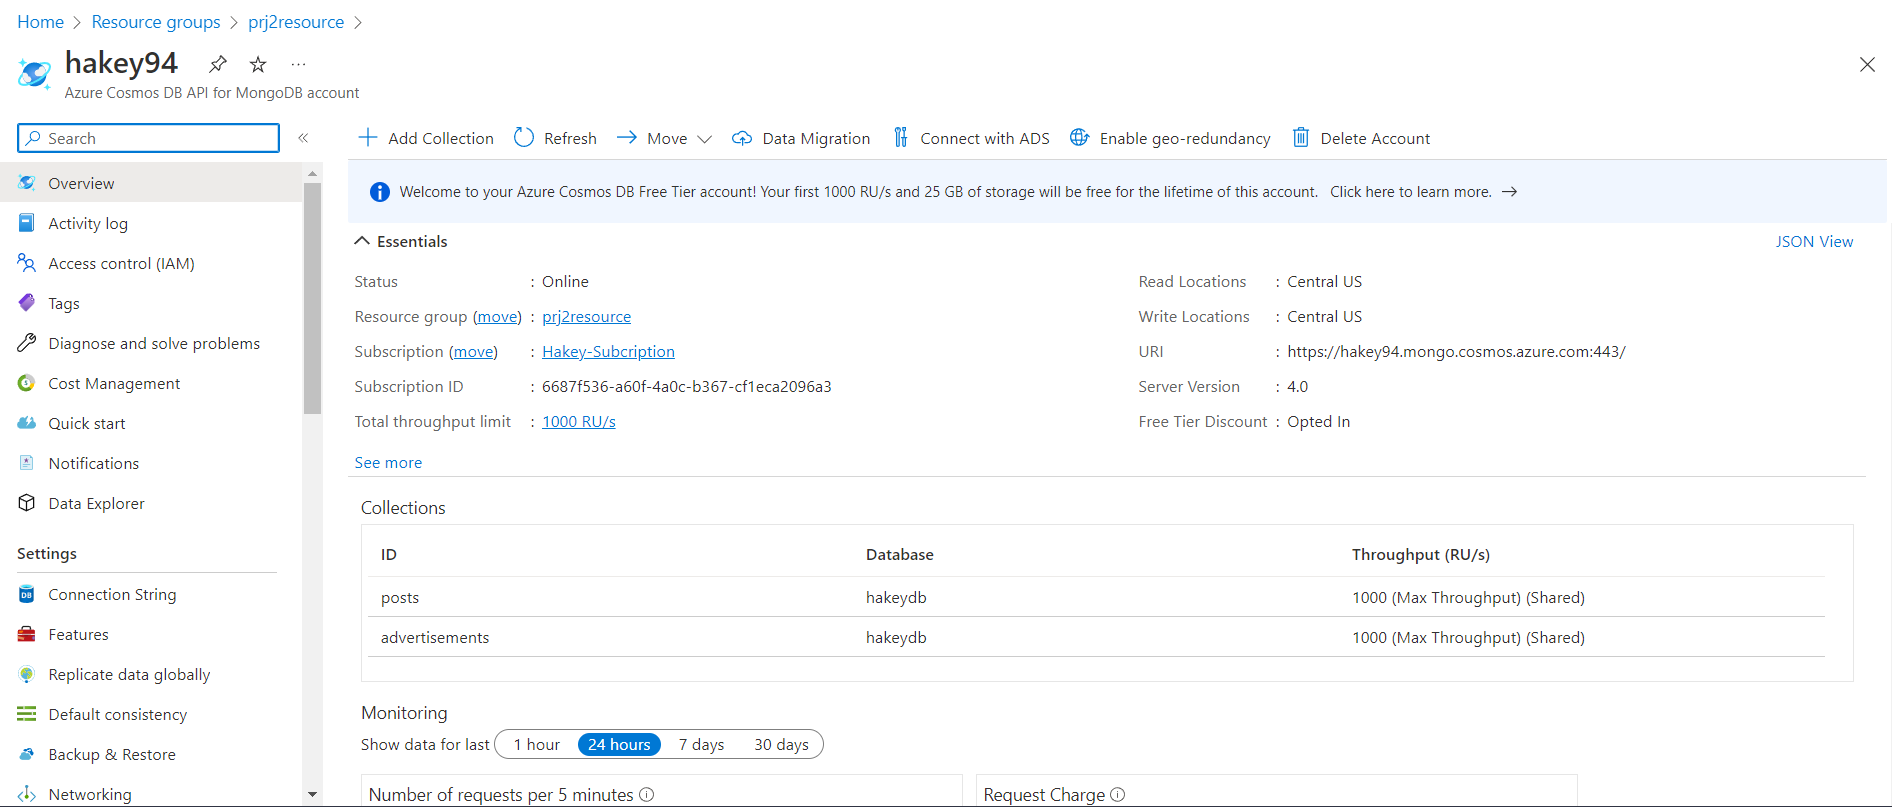 Home > Resource groups > prj2resource >
hakey94
Azure Cosmos DB API for MongoDB account
Search
Overview
Activity log
Access control (IAM)
Tags
Diagnose and solve problems
Cost Management
Quick start
Notifications
Data Explorer
Settings
Connection String
Features
Replicate data globally
Default consistency
Backup & Restore
Networking
Add Collection Refresh Move Data Migration Connect with ADS Enable geo-redundancy Delete Account
Welcome to your Azure Cosmos DB Free Tier account! Your first 1000 RU/s and 25 GB of storage will be free for the lifetime of this account. Click here to learn more. →
Essentials JSON View
Status : Online
Resource group (move) : prj2resource
Subscription (move) : Hakey-Subcription
Subscription ID : 6687f536-a60f-4a0c-b367-cf1eca2096a3
Total throughput limit : 1000 RU/s
Read Locations : Central US
Write Locations : Central US
URI : https://hakey94.mongo.cosmos.azure.com:443/
Server Version : 4.0
Free Tier Discount : Opted In
See more
Collections
ID Database Throughput (RU/s)
posts hakeydb 1000 (Max Throughput) (Shared)
advertisements hakeydb 1000 (Max Throughput) (Shared)
Monitoring
Show data for last 1 hour 24 hours 7 days 30 days
Number of requests per 5 minutes
Request Charge